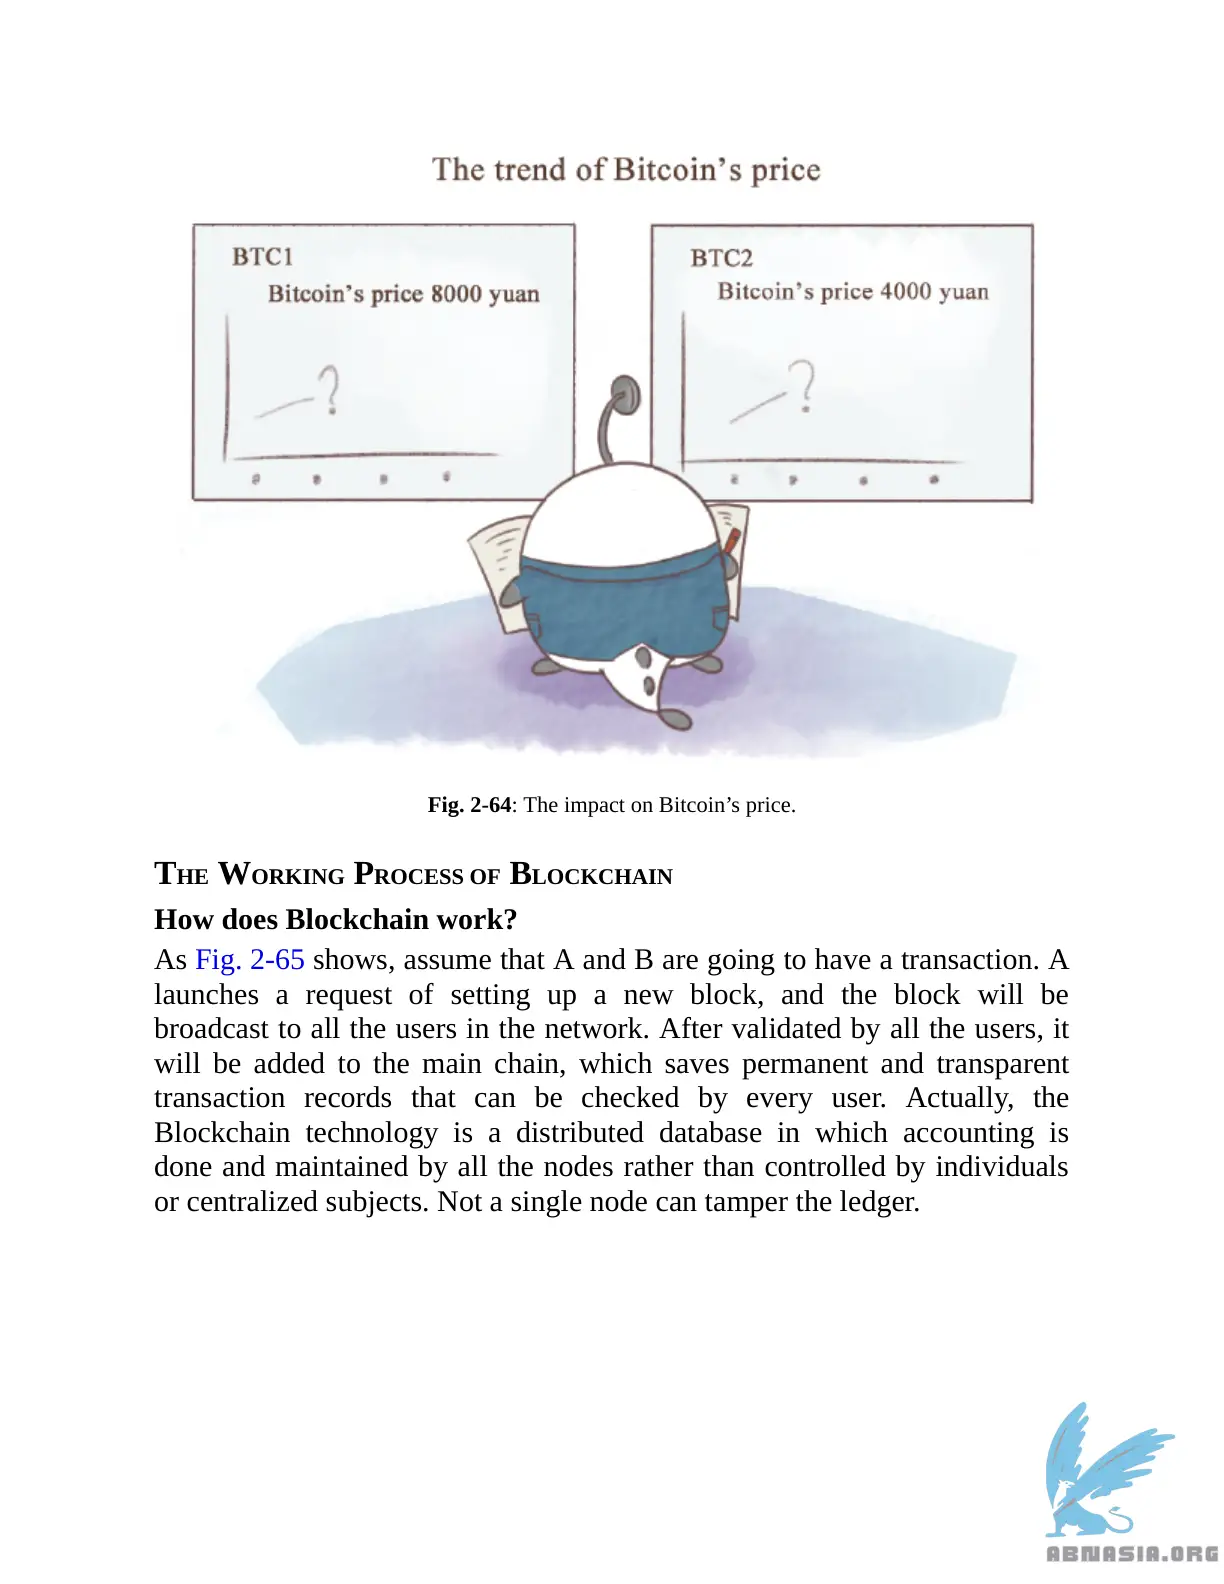 The trend of Bitcoin’s price
BTC1
Bitcoin’s price 8000 yuan
?
BTC2
Bitcoin’s price 4000 yuan
?
Fig. 2-64: The impact on Bitcoin’s price.
THE WORKING PROCESS OF BLOCKCHAIN
How does Blockchain work?
As Fig. 2-65 shows, assume that A and B are going to have a transaction. A
launches a request of setting up a new block, and the block will be
broadcast to all the users in the network. After validated by all the users, it
will be added to the main chain, which saves permanent and transparent
transaction records that can be checked by every user. Actually, the
Blockchain technology is a distributed database in which accounting is
done and maintained by all the nodes rather than controlled by individuals
or centralized subjects. Not a single node can tamper the ledger.
ABNASIA.ORG